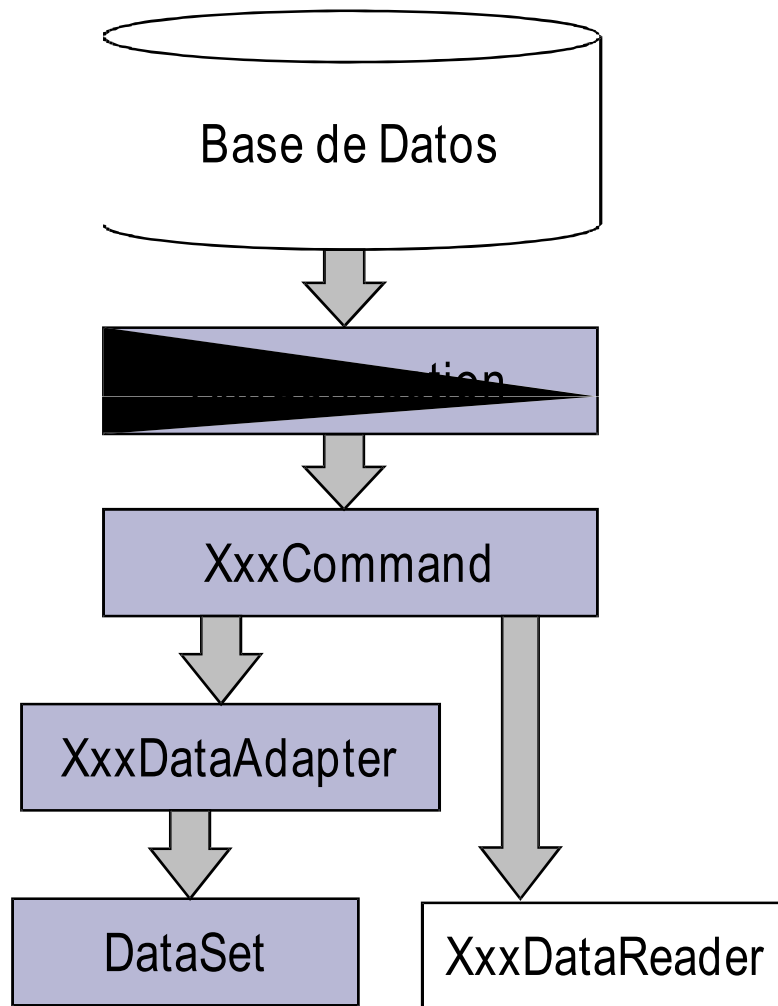 Base de Datos
XxxCommand
XxxDataAdapter
DataSet
XxxDataReader